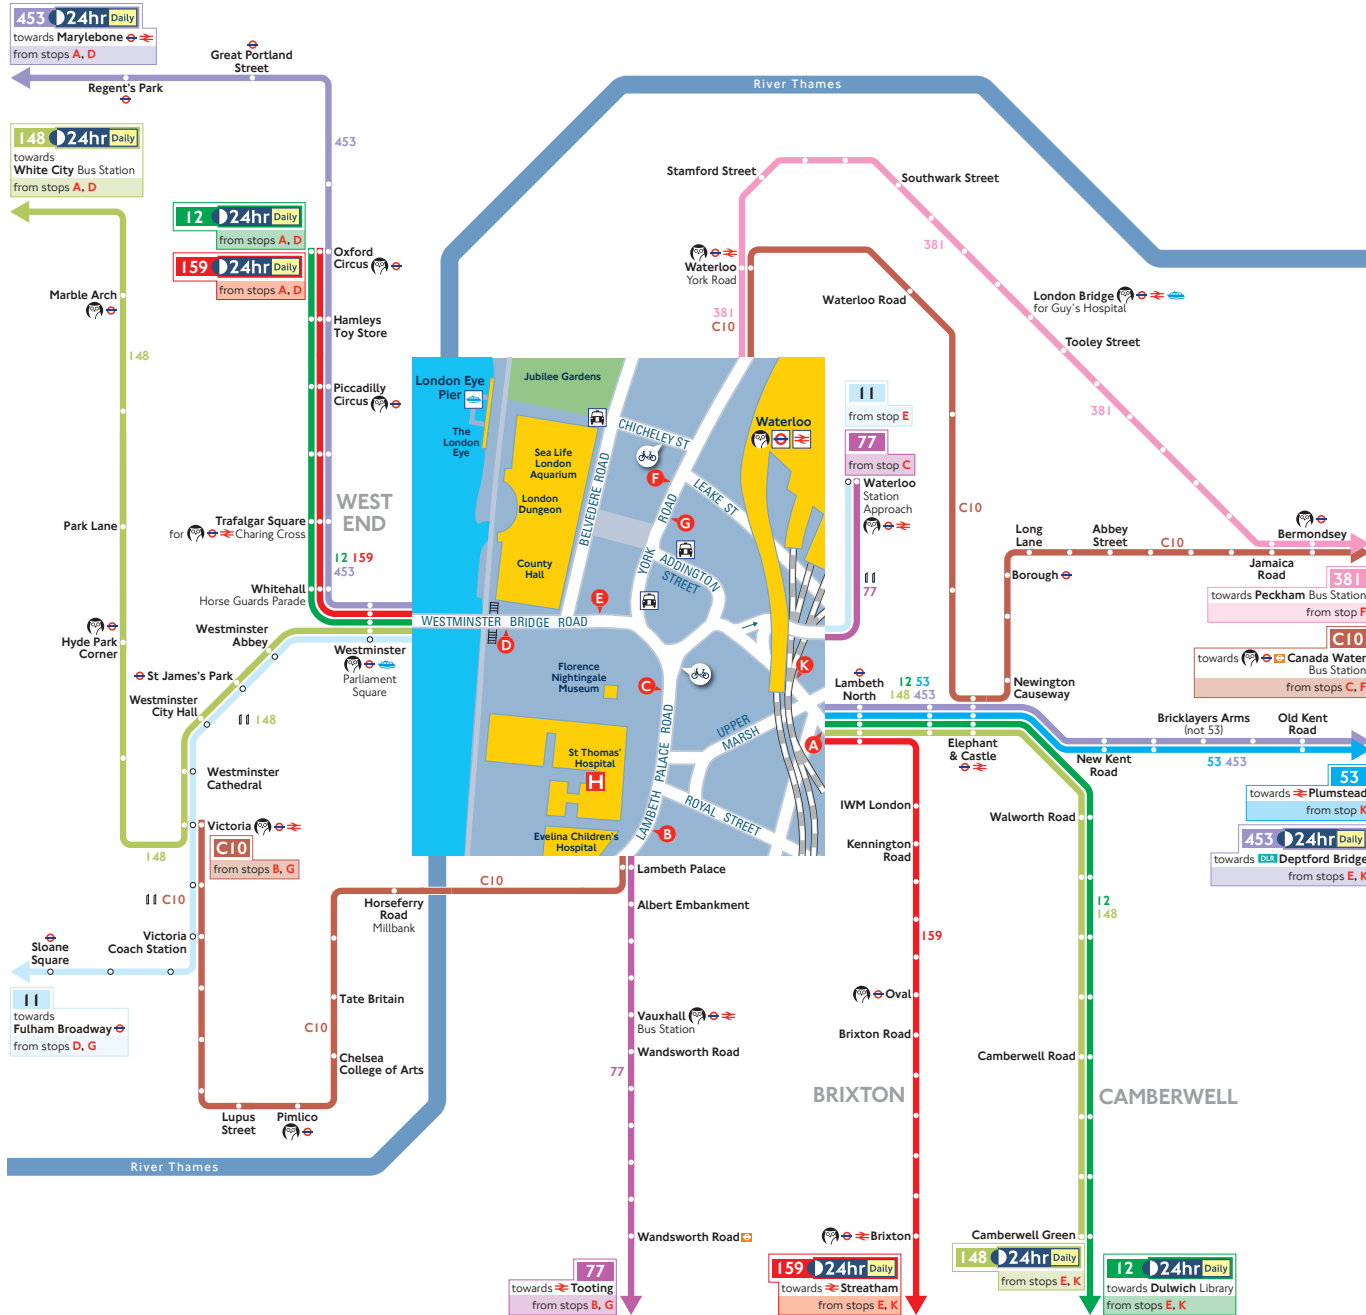 453 24hr Daily
towards Marylebone
from stops A, D
Great Portland
Street
Regent's Park
453
148 24hr Daily
towards
White City Bus Station
from stops A, D
12 24hr Daily
from stops A, D
159 24hr Daily
from stops A, D
Oxford
Circus
Hamleys
Toy Store
Piccadilly
Circus
Marble Arch
148
WEST
END
Park Lane
Trafalgar Square
for Charing Cross
12 159
453
Whitehall
Horse Guards Parade
Hyde Park
Corner
Westminster
Abbey
Westminster
Parliament
Square
St James's Park
Westminster
City Hall
11 148
Westminster
Cathedral
148
Victoria
C10
from stops B, G
11 C10
Victoria
Coach Station
Sloane
Square
11
towards
Fulham Broadway
from stops D, G
Lupus
Street
Pimlico
Chelsea
College of Arts
C10
Tate Britain
Horseferry
Road
Millbank
C10
River Thames
River Thames
Stamford Street
Southwark Street
381
Waterloo
York Road
381
C10
Waterloo Road
London Bridge
for Guy's Hospital
Tooley Street
381
11
from stop E
77
from stop C
Waterloo
Station
Approach
11
77
C10
Long
Lane
Abbey
Street
C10
Bermondsey
Borough
Jamaica
Road
381
towards Peckham Bus Station
from stop F
C10
towards Canada Water
Bus Station
from stops C, F
London Eye
Pier
The
London
Eye
Jubilee Gardens
Sea Life
London
Aquarium
London
Dungeon
County
Hall
BELVEDERE ROAD
CHICHELEY ST
YORK ROAD
LEAKE ST
ADDINGTON
STREET
Waterloo
F
G
E
D
WESTMINSTER BRIDGE ROAD
Florence
Nightingale
Museum
C
K
A
B
St Thomas'
Hospital
H
Evelina Children's
Hospital
LAMBETH PALACE ROAD
UPPER
MARSH
ROYAL STREET
Lambeth
North
12 53
148 453
Newington
Causeway
Elephant
& Castle
Bricklayers Arms
(not 53)
Old Kent
Road
New Kent
Road
53 453
53
towards Plumstead
from stop K
453 24hr Daily
towards DLR Deptford Bridge
from stops E, K
IWM London
Kennington
Road
Walworth Road
12
148
159
Oval
Brixton Road
Camberwell Road
BRIXTON
CAMBERWELL
Brixton
Camberwell Green
148 24hr Daily
from stops E, K
159 24hr Daily
towards Streatham
from stops E, K
12 24hr Daily
towards Dulwich Library
from stops E, K
Lambeth Palace
Albert Embankment
Vauxhall
Bus Station
Wandsworth Road
77
Wandsworth Road
77
towards Tooting
from stops B, G